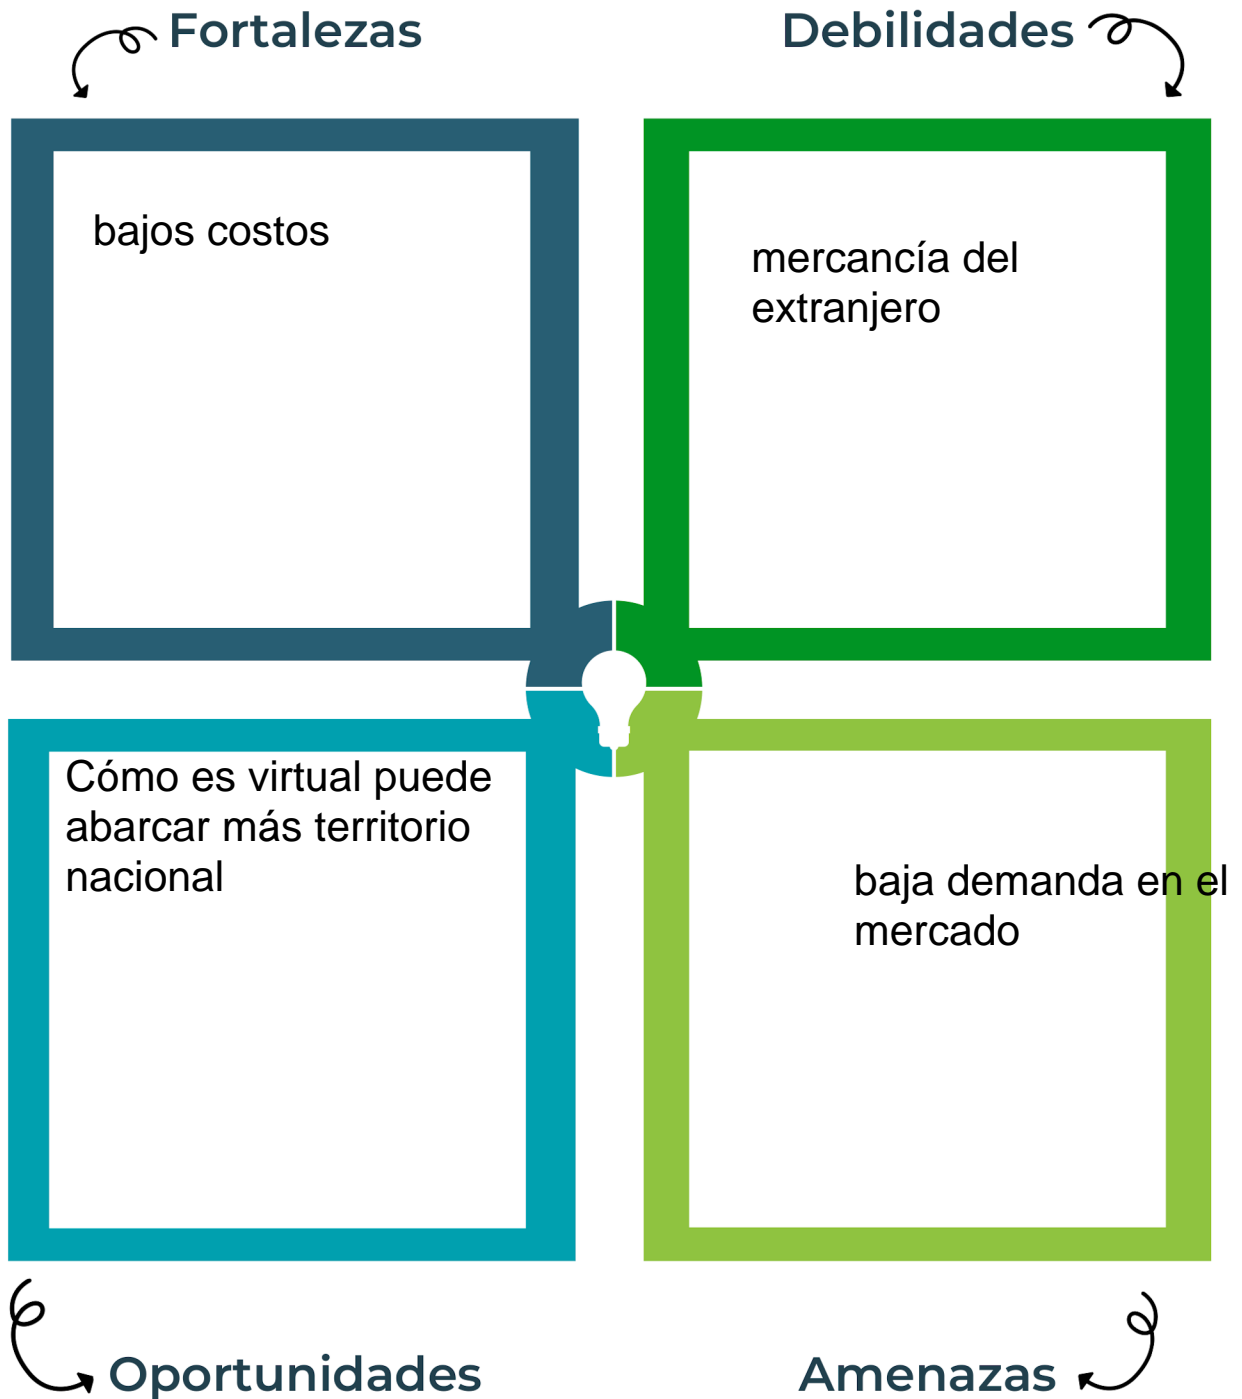 Fortalezas
Debilidades
bajos costos
mercancía del
extranjero
Cómo es virtual puede
abarcar más territorio
nacional
baja demanda en el
mercado
Oportunidades
Amenazas